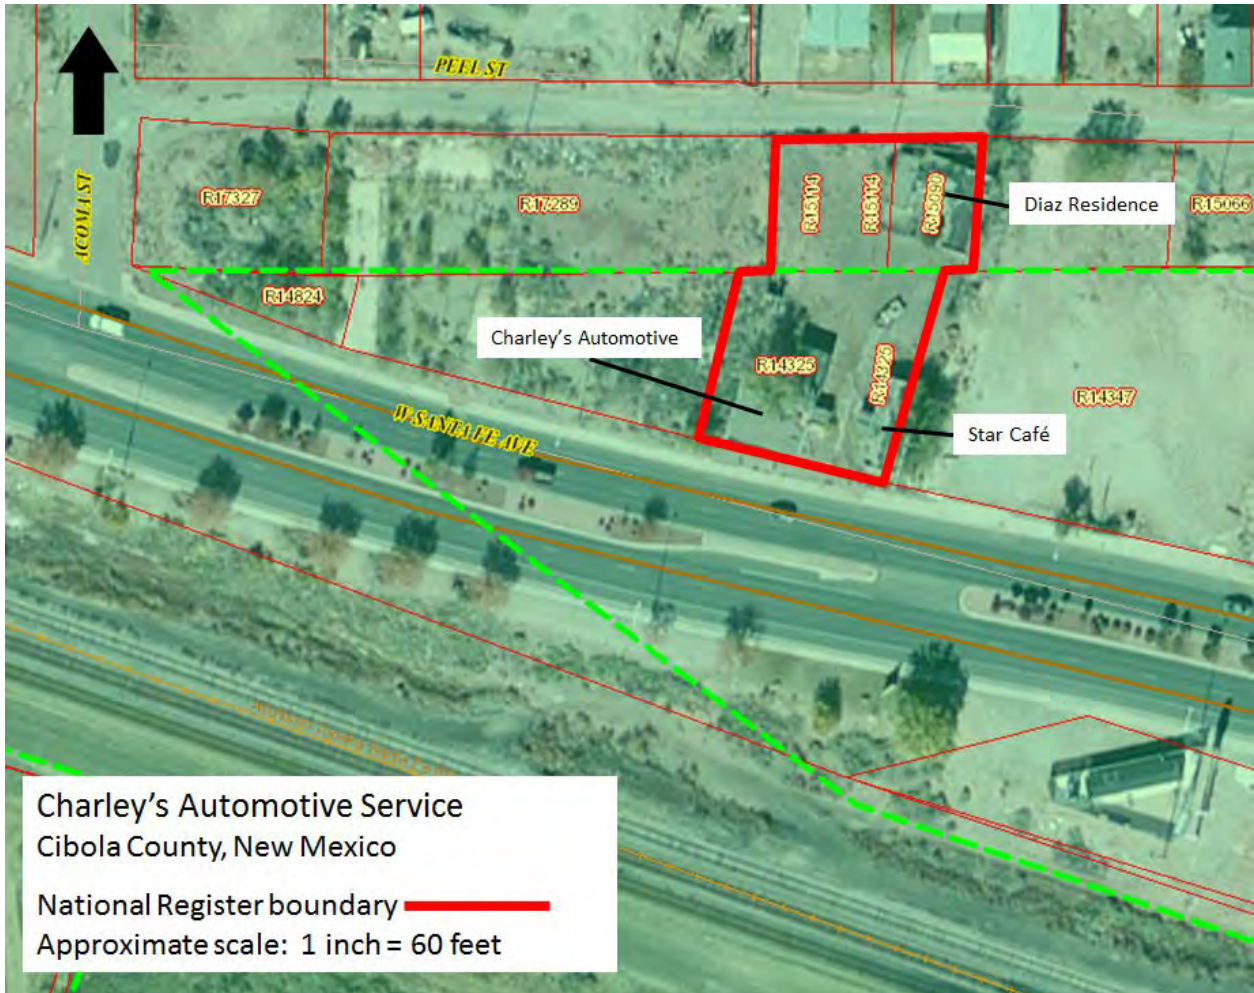 PEEL ST
ACOMA ST
R17327
R17289
R15114
R15114
R15096
Diaz Residence
R15066
R14824
Charley's Automotive
R14325
R14325
R14347
W SANTA FE AVE
Star Café
Charley's Automotive Service
Cibola County, New Mexico
National Register boundary
Approximate scale: 1 inch = 60 feet